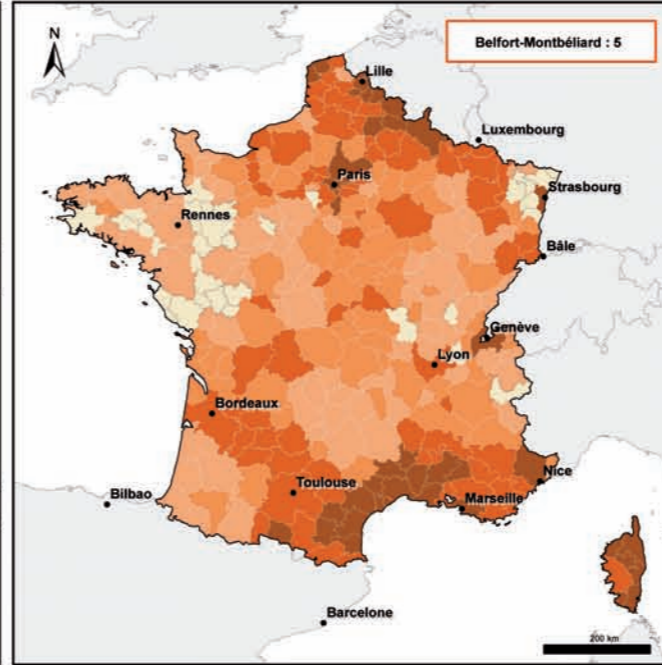 N
Belfort-Montbéliard : 5
Lille
Luxembourg
Paris
Strasbourg
Rennes
Bâle
Genève
Lyon
Bordeaux
Nice
Toulouse
Marseille
Bilbao
Barcelone
200 km